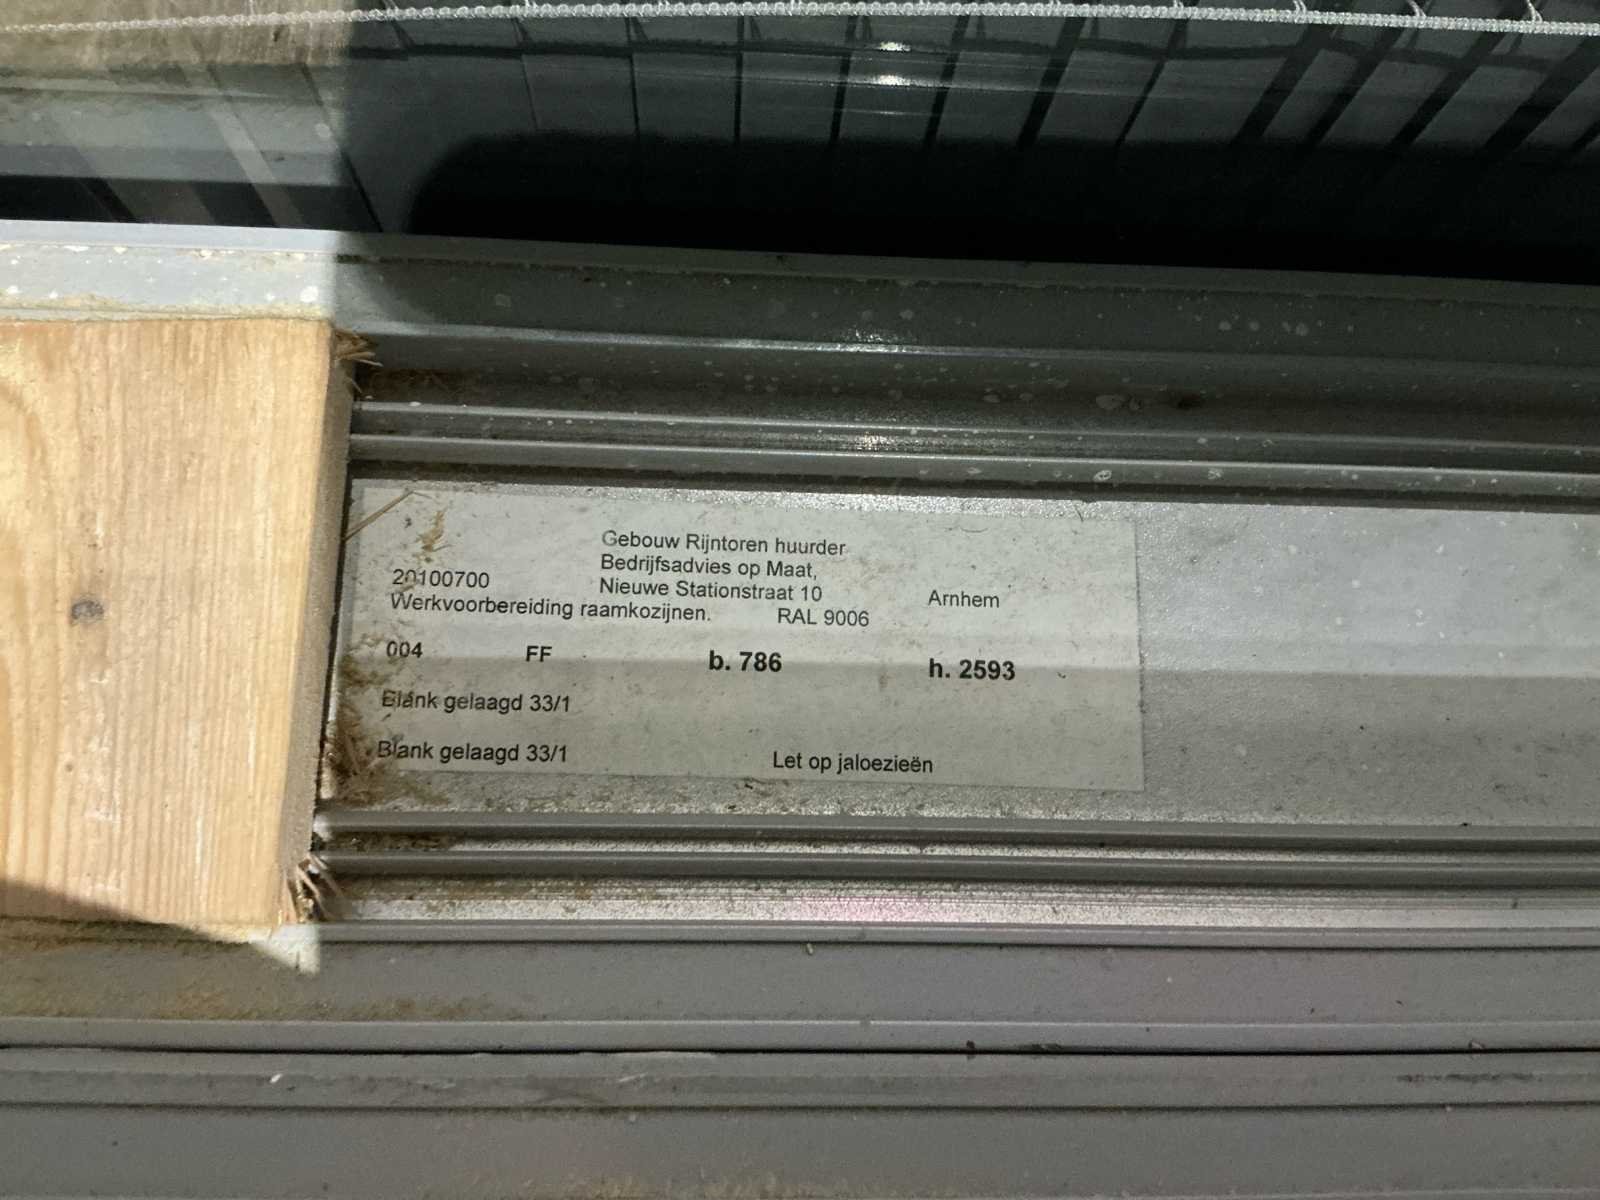 Gebouw Rijntoren huurder
Bedrijfsadvies op Maat,
20100700 Nieuwe Stationstraat 10 Arnhem
Werkvoorbereiding raamkozijnen. RAL 9006
004 FF b. 786 h. 2593
Blank gelaagd 33/1
Blank gelaagd 33/1 Let op jaloezieën